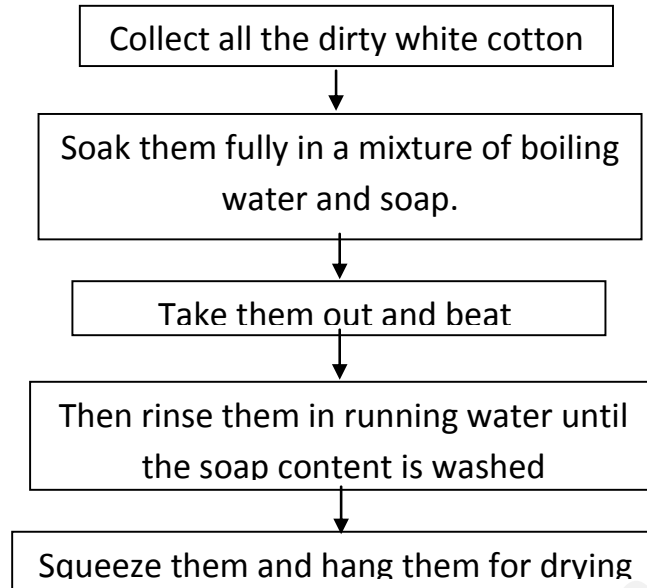 Collect all the dirty white cotton
Soak them fully in a mixture of boiling
water and soap.
Take them out and beat
Then rinse them in running water until
the soap content is washed
Squeeze them and hang them for drying